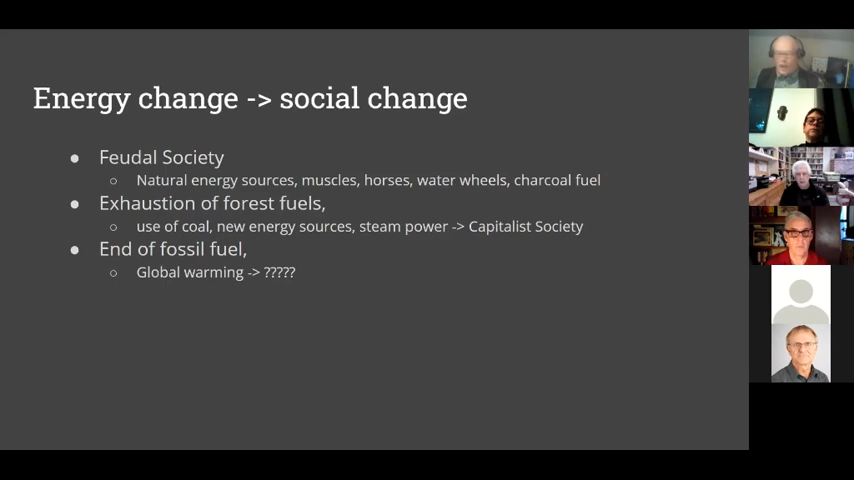 Energy change -> social change
● Feudal Society
○ Natural energy sources, muscles, horses, water wheels, charcoal fuel
● Exhaustion of forest fuels,
○ use of coal, new energy sources, steam power -> Capitalist Society
● End of fossil fuel,
○ Global warming -> ?????